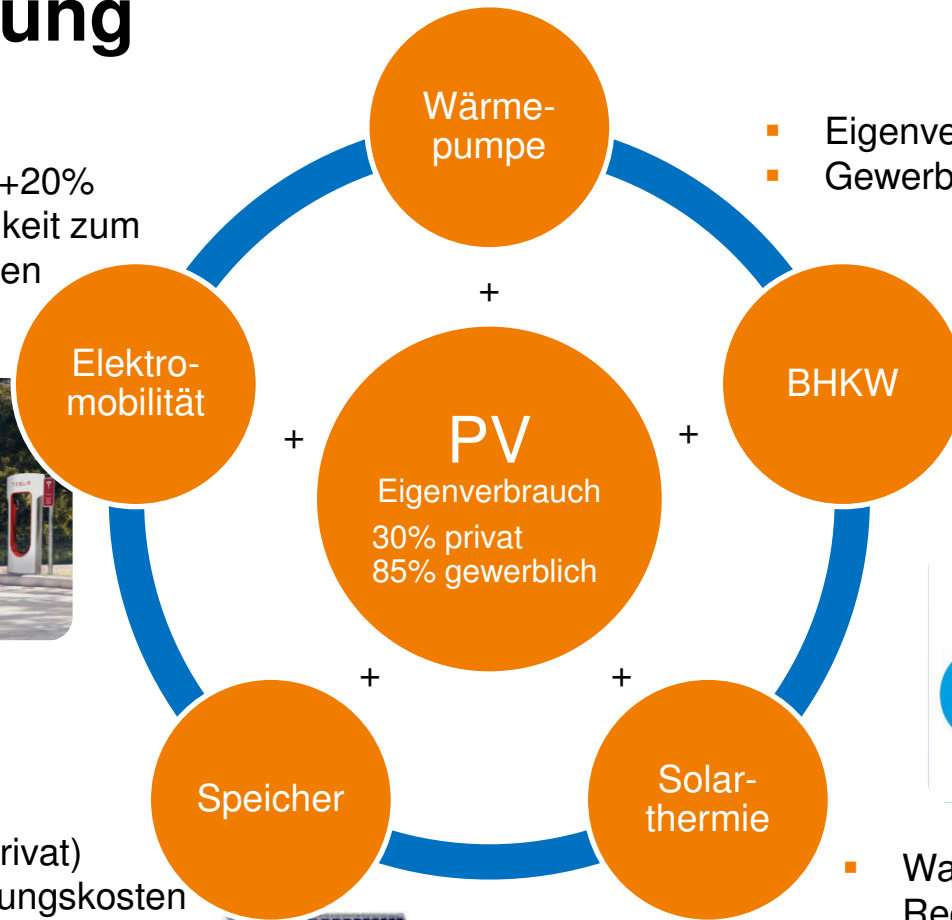 ung
Wärme-
pumpe
Eigenve
Gewerb
+20%
keit zum
en
+
Elektro-
mobilität
BHKW
+
+
PV
Eigenverbrauch
30% privat
85% gewerblich
TESLA
+
+
Speicher
Solar-
thermie
rivat)
ungskosten
Wa
Re